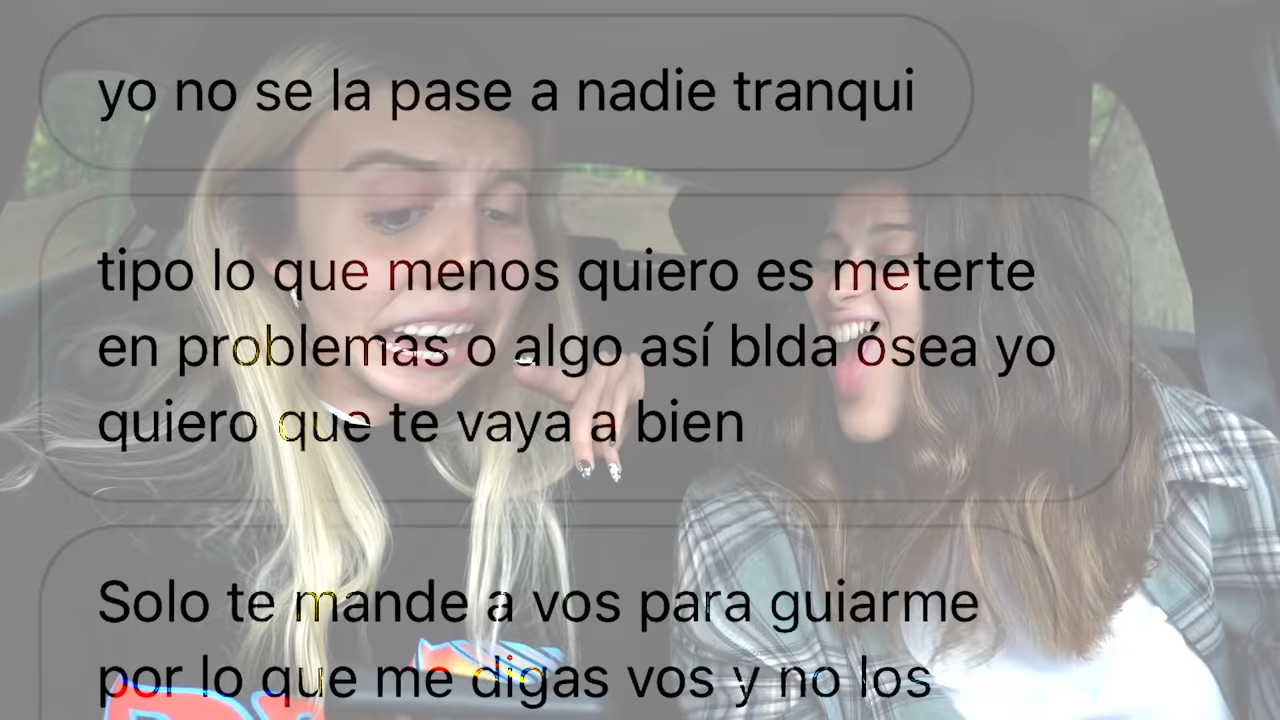 yo no se la pase a nadie tranqui
tipo lo que menos quiero es meterte
en problemas o algo así blda ósea yo
quiero que te vaya a bien
Solo te mande a vos para guiarme
por lo que me digas vos y no los